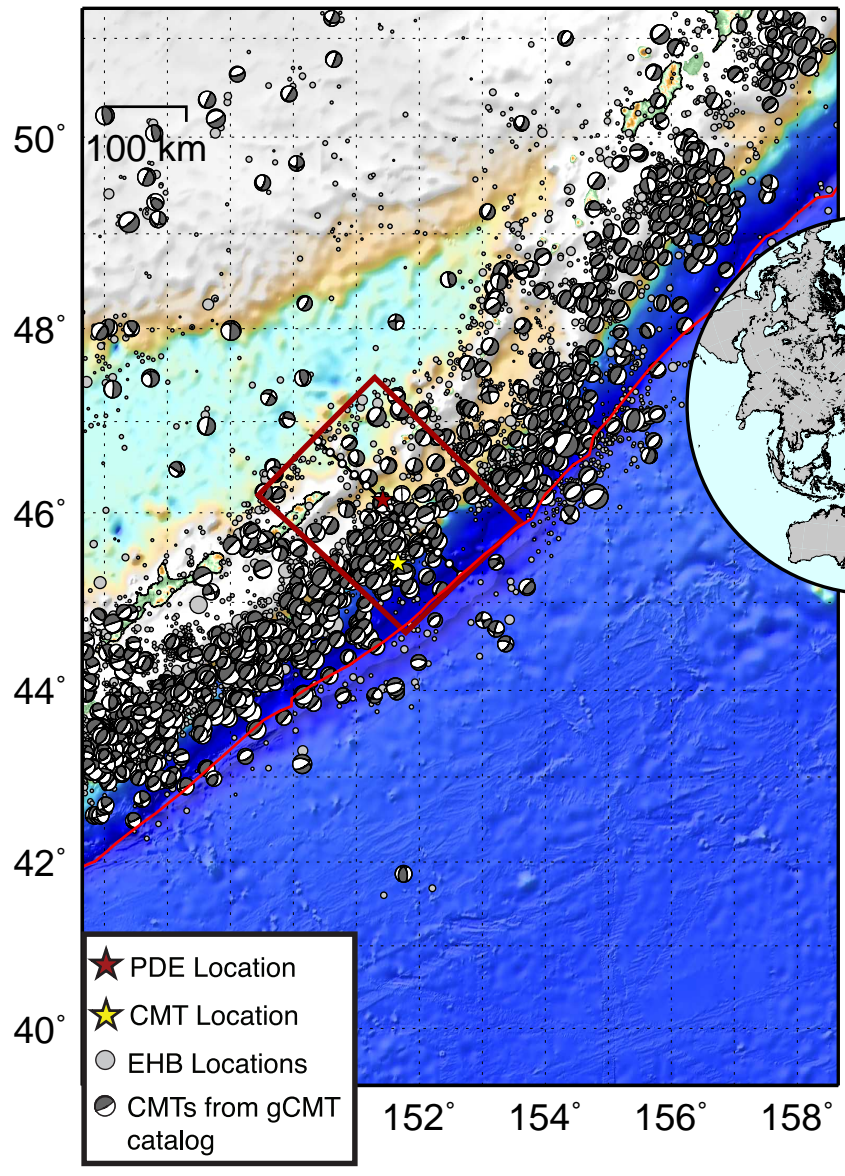 50°
100 km
48°
46°
44°
42°
40°
PDE Location
CMT Location
EHB Locations
CMTs from gCMT
catalog
152° 154° 156° 158°